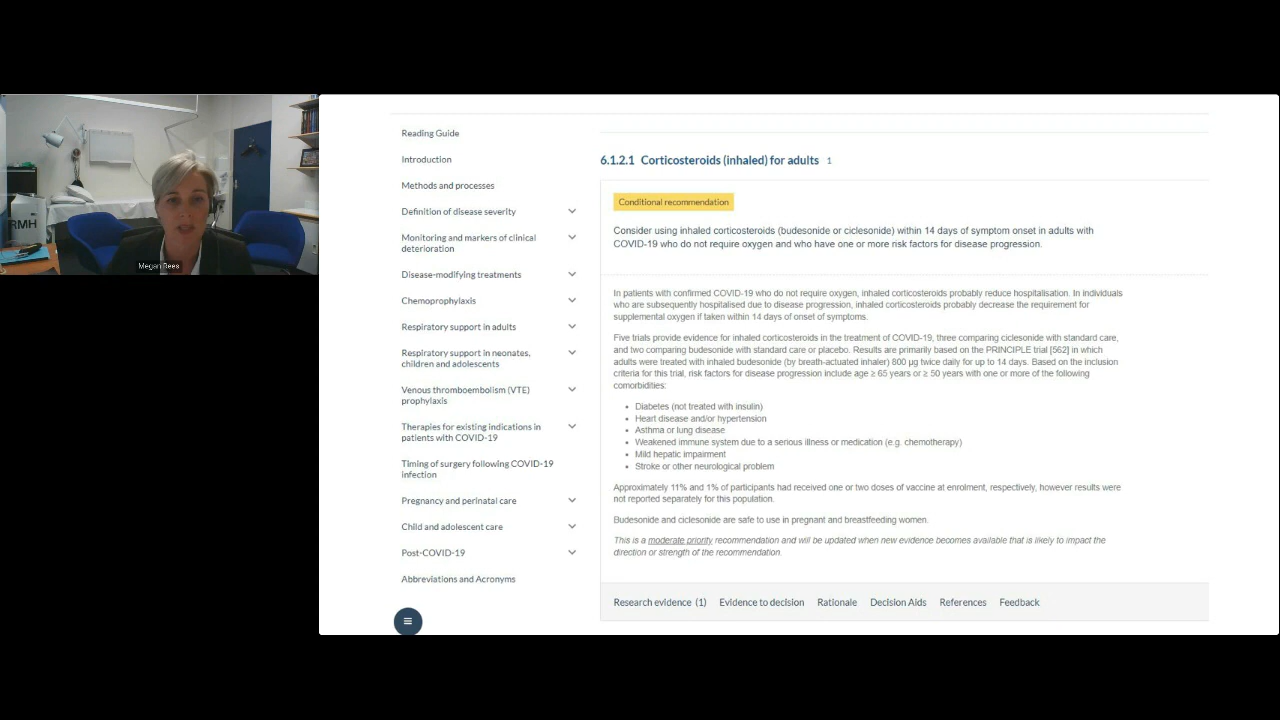 RMH
Megan Rees
Reading Guide
Introduction
Methods and processes
Definition of disease severity
Monitoring and markers of clinical
deterioration
Disease-modifying treatments
Chemoprophylaxis
Respiratory support in adults
Respiratory support in neonates,
children and adolescents
Venous thromboembolism (VTE)
prophylaxis
Therapies for existing indications in
patients with COVID-19
Timing of surgery following COVID-19
infection
Pregnancy and perinatal care
Child and adolescent care
Post-COVID-19
Abbreviations and Acronyms
6.1.2.1 Corticosteroids (inhaled) for adults 1
Conditional recommendation
Consider using inhaled corticosteroids (budesonide or ciclesonide) within 14 days of symptom onset in adults with
COVID-19 who do not require oxygen and who have one or more risk factors for disease progression.
In patients with confirmed COVID-19 who do not require oxygen, inhaled corticosteroids probably reduce hospitalisation. In individuals
who are subsequently hospitalised due to disease progression, inhaled corticosteroids probably decrease the requirement for
supplemental oxygen if taken within 14 days of onset of symptoms.
Five trials provide evidence for inhaled corticosteroids in the treatment of COVID-19, three comparing ciclesonide with standard care,
and two comparing budesonide with standard care or placebo. Results are primarily based on the PRINCIPLE trial [562] in which
adults were treated with inhaled budesonide (by breath-actuated inhaler) 800 µg twice daily for up to 14 days. Based on the inclusion
criteria for this trial, risk factors for disease progression include age ≥ 65 years or ≥ 50 years with one or more of the following
comorbidities:
• Diabetes (not treated with insulin)
• Heart disease and/or hypertension
• Asthma or lung disease
• Weakened immune system due to a serious illness or medication (e.g. chemotherapy)
• Mild hepatic impairment
• Stroke or other neurological problem
Approximately 11% and 1% of participants had received one or two doses of vaccine at enrolment, respectively, however results were
not reported separately for this population.
Budesonide and ciclesonide are safe to use in pregnant and breastfeeding women.
This is a moderate priority recommendation and will be updated when new evidence becomes available that is likely to impact the
direction or strength of the recommendation.
Research evidence (1) Evidence to decision Rationale Decision Aids References Feedback